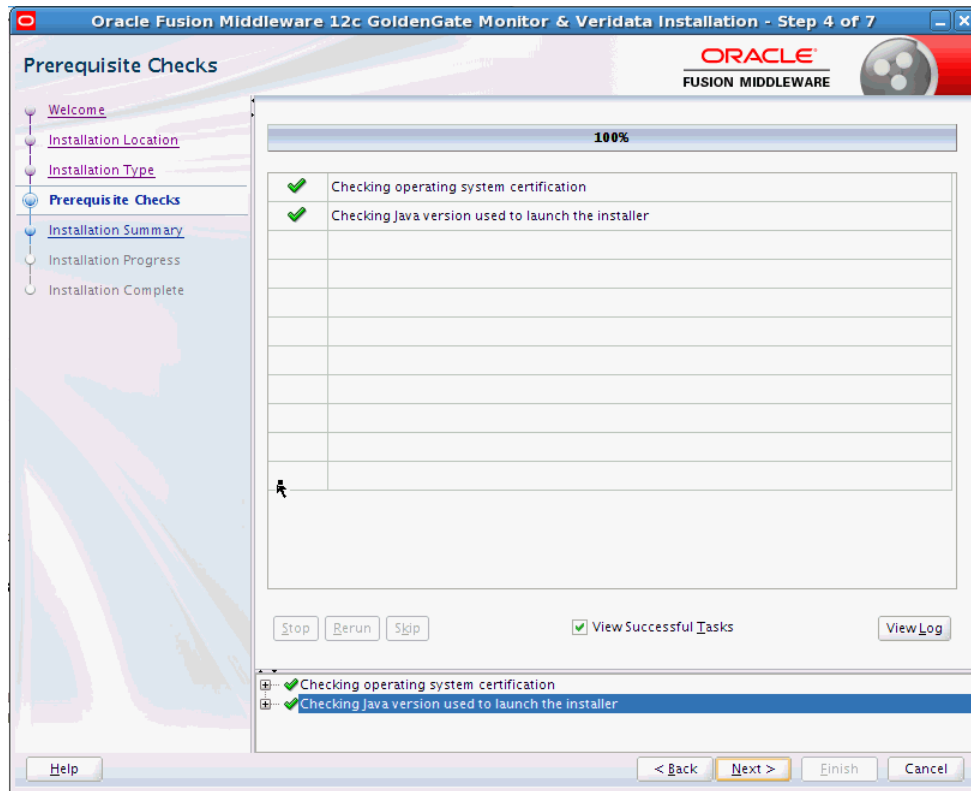 Oracle Fusion Middleware 12c GoldenGate Monitor & Veridata Installation - Step 4 of 7
Prerequisite Checks
ORACLE
FUSION MIDDLEWARE
Welcome
Installation Location
Installation Type
Prerequisite Checks
Installation Summary
Installation Progress
Installation Complete
100%
Checking operating system certification
Checking Java version used to launch the installer
Stop Rerun Skip View Successful Tasks View Log
Checking operating system certification
Checking Java version used to launch the installer
Help < Back Next > Finish Cancel